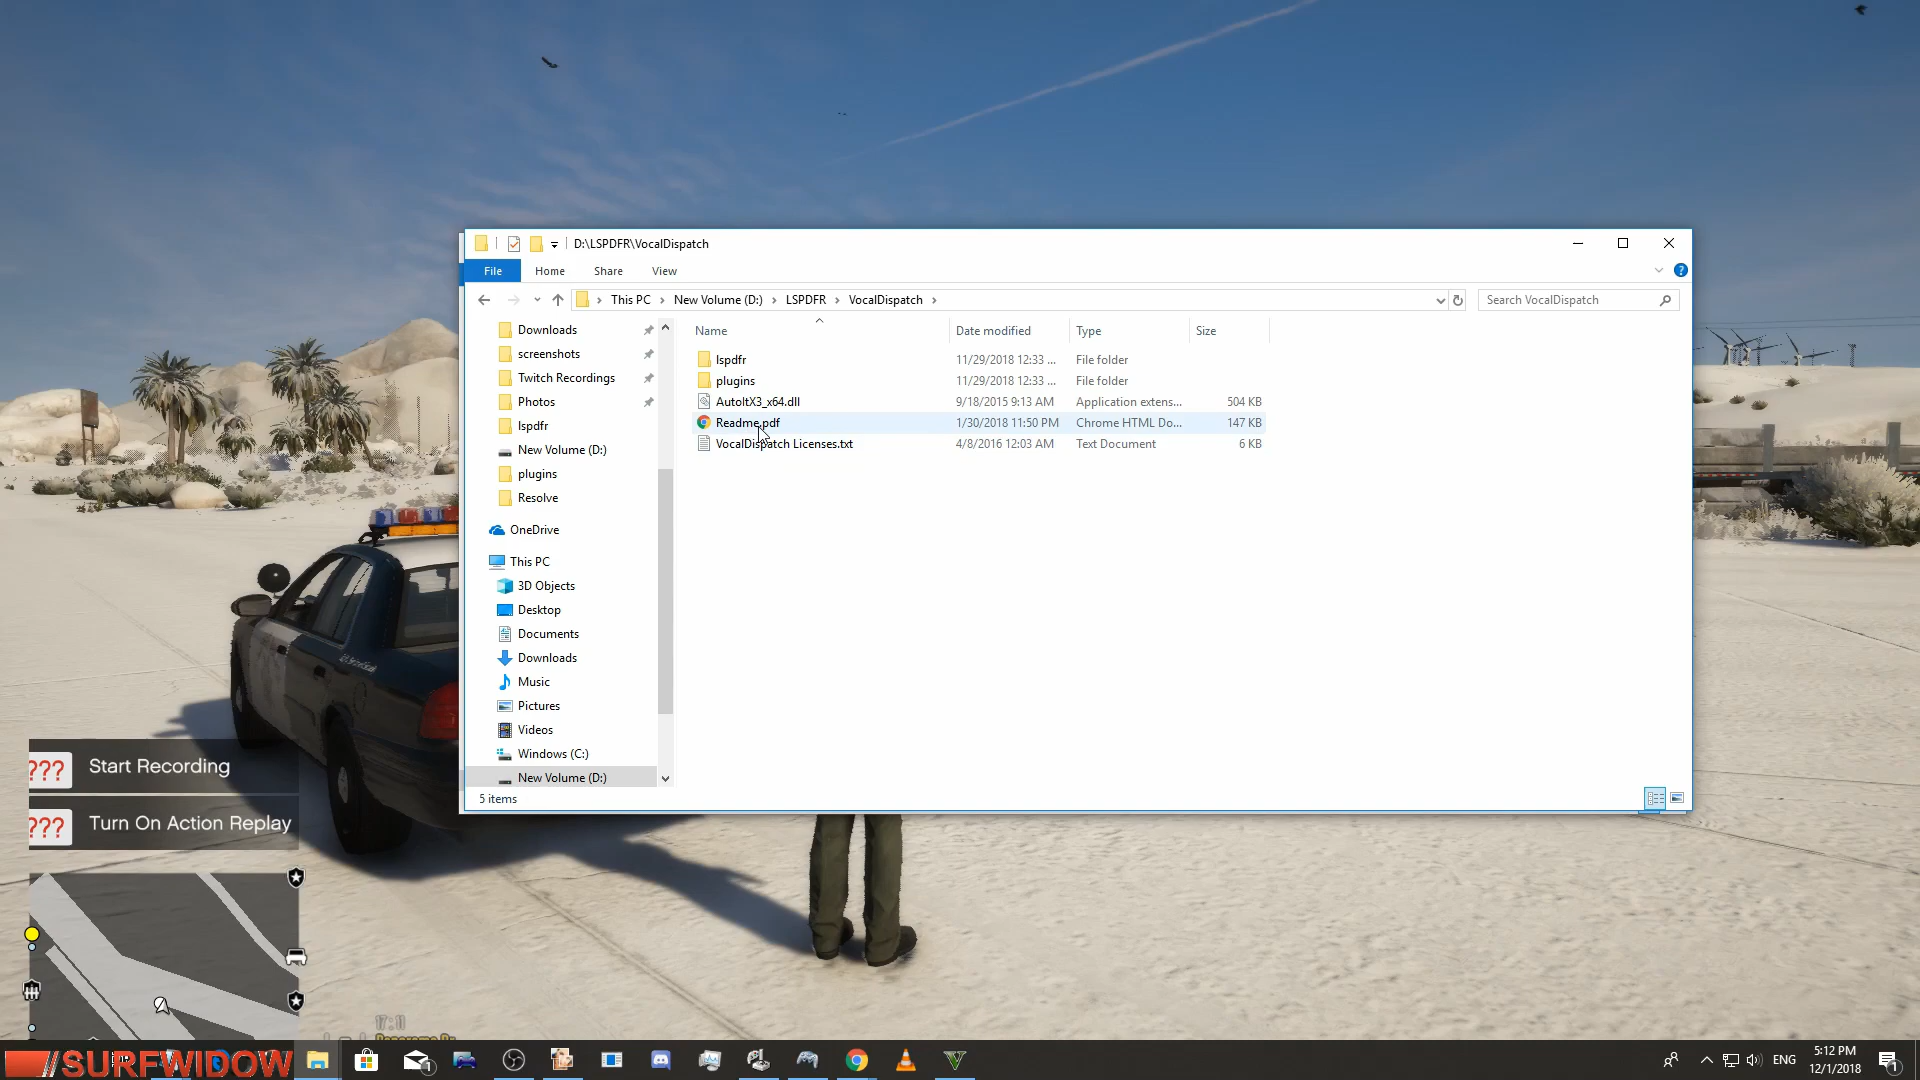 D:\LSPDFR\VocalDispatch
File Home Share View
This PC New Volume (D:) LSPDFR VocalDispatch
Search VocalDispatch
Name Date modified Type Size
Downloads
screenshots
Twitch Recordings
Photos
lspdfr
New Volume (D:)
plugins
Resolve
OneDrive
This PC
3D Objects
Desktop
Documents
Downloads
Music
Pictures
Videos
Windows (C:)
New Volume (D:)
lspdfr 11/29/2018 12:33 ... File folder
plugins 11/29/2018 12:33 ... File folder
AutoItX3_x64.dll 9/18/2015 9:13 AM Application extens... 504 KB
Readme.pdf 1/30/2018 11:50 PM Chrome HTML Do... 147 KB
VocalDispatch Licenses.txt 4/8/2016 12:03 AM Text Document 6 KB
5 items
??? Start Recording
??? Turn On Action Replay
17:11
//SURFWIDOW
ENG
5:12 PM
12/1/2018